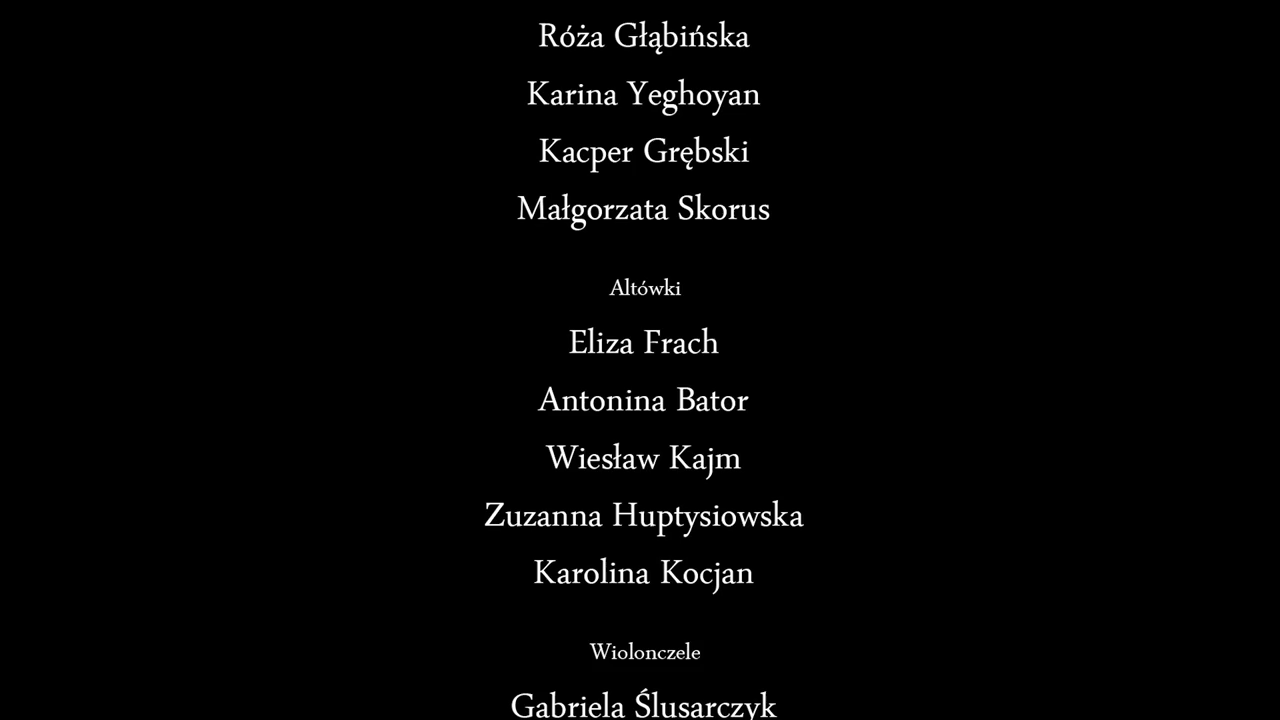 Róża Głąbińska
Karina Yeghoyan
Kacper Grębski
Małgorzata Skorus
Altówki
Eliza Frach
Antonina Bator
Wiesław Kajm
Zuzanna Huptysiowska
Karolina Kocjan
Wiolonczele
Gabriela Ślusarczyk